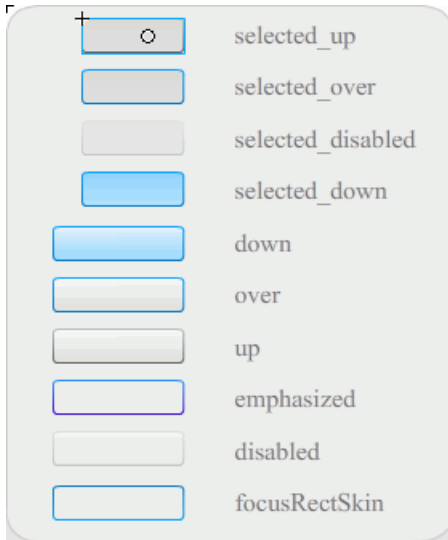 selected_up
selected_over
selected_disabled
selected_down
down
over
up
emphasized
disabled
focusRectSkin